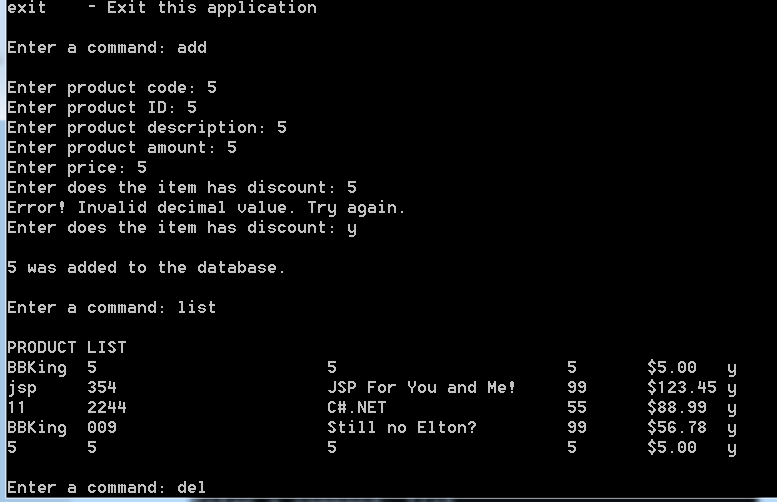 exit    - Exit this application
Enter a command: add
Enter product code: 5
Enter product ID: 5
Enter product description: 5
Enter product amount: 5
Enter price: 5
Enter does the item has discount: 5
Error! Invalid decimal value. Try again.
Enter does the item has discount: y
5 was added to the database.
Enter a command: list
PRODUCT LIST
BBKing  5                       5                       5       $5.00   y
jsp     354                     JSP For You and Me!     99      $123.45 y
11      2244                    C#.NET                  55      $88.99  y
BBKing  009                     Still no Elton?         99      $56.78  y
5       5                       5                       5       $5.00   y
Enter a command: del